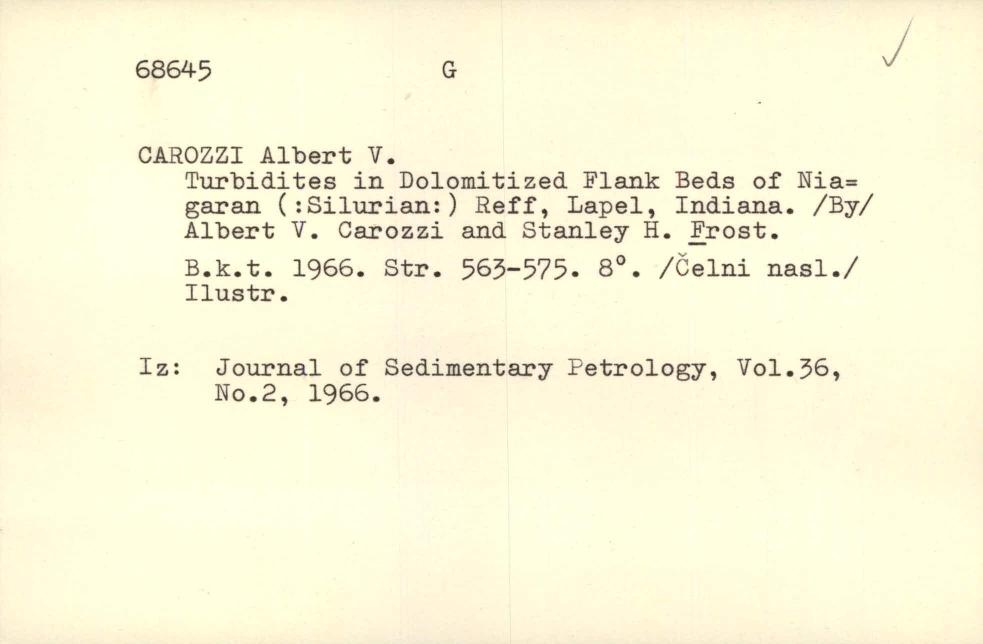 68645 G
CAROZZI Albert V.
Turbidites in Dolomitized Flank Beds of Nia=
garan (:Silurian:) Reff, Lapel, Indiana. /By/
Albert V. Carozzi and Stanley H. Frost.
B.k.t. 1966. Str. 563-575. 8°. /Čelni nasl./
Ilustr.
Iz: Journal of Sedimentary Petrology, Vol.36,
No.2, 1966.